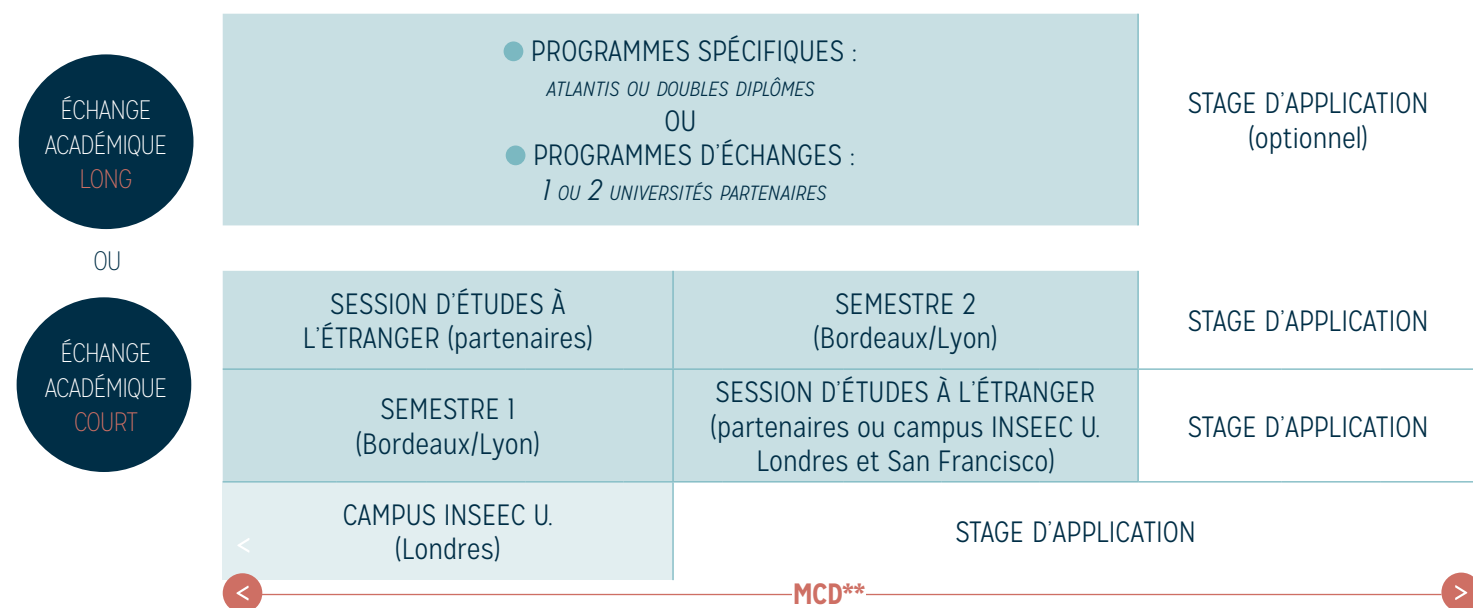 ÉCHANGE
ACADÉMIQUE
LONG
● PROGRAMMES SPÉCIFIQUES :
ATLANTIS OU DOUBLES DIPLÔMES
OU
● PROGRAMMES D'ÉCHANGES :
1 OU 2 UNIVERSITÉS PARTENAIRES
STAGE D'APPLICATION
(optionnel)
OU
ÉCHANGE
ACADÉMIQUE
COURT
SESSION D'ÉTUDES À
L'ÉTRANGER (partenaires)
SEMESTRE 2
(Bordeaux/Lyon)
STAGE D'APPLICATION
SEMESTRE 1
(Bordeaux/Lyon)
SESSION D'ÉTUDES À L'ÉTRANGER
(partenaires ou campus INSEEC U.
Londres et San Francisco)
STAGE D'APPLICATION
CAMPUS INSEEC U.
(Londres)
STAGE D'APPLICATION
<
< MCD** >